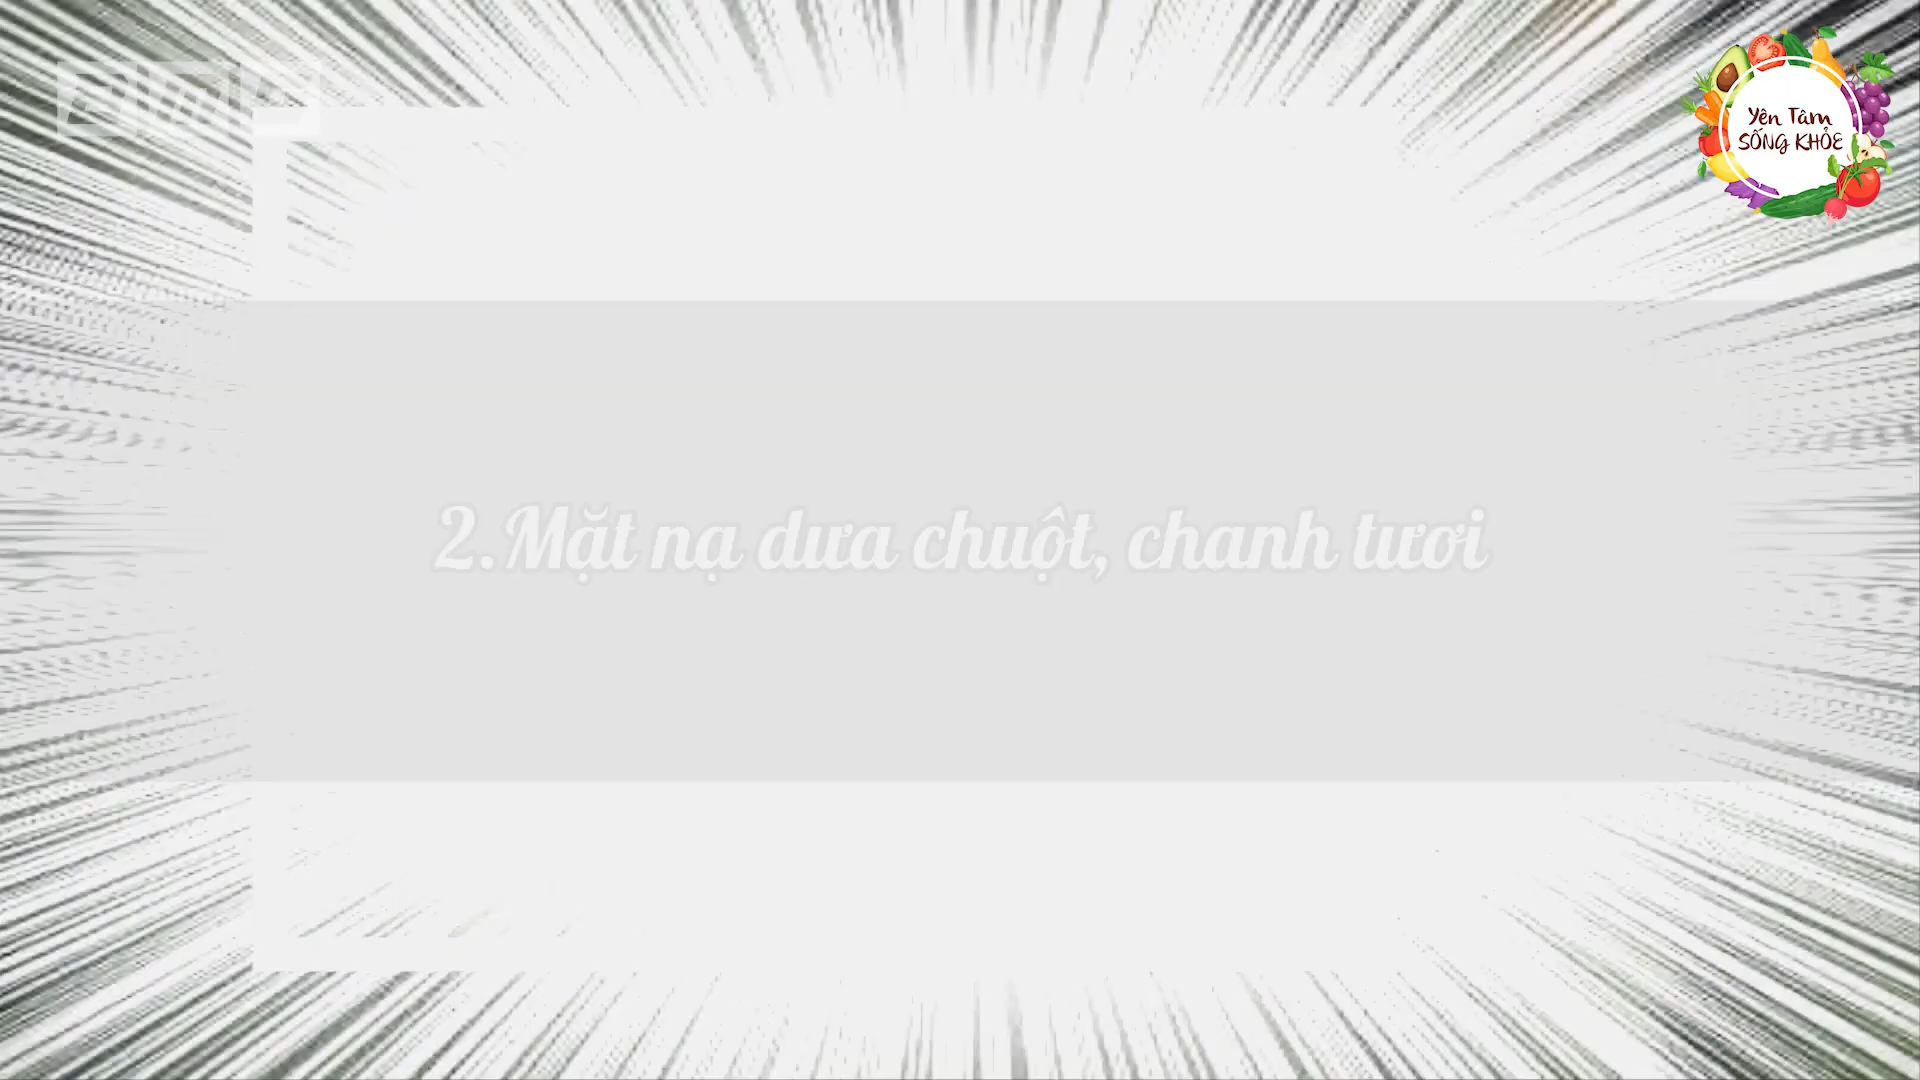 Yên Tâm
SỐNG KHỎE
2.Mặt nạ dưa chuột, chanh tươi